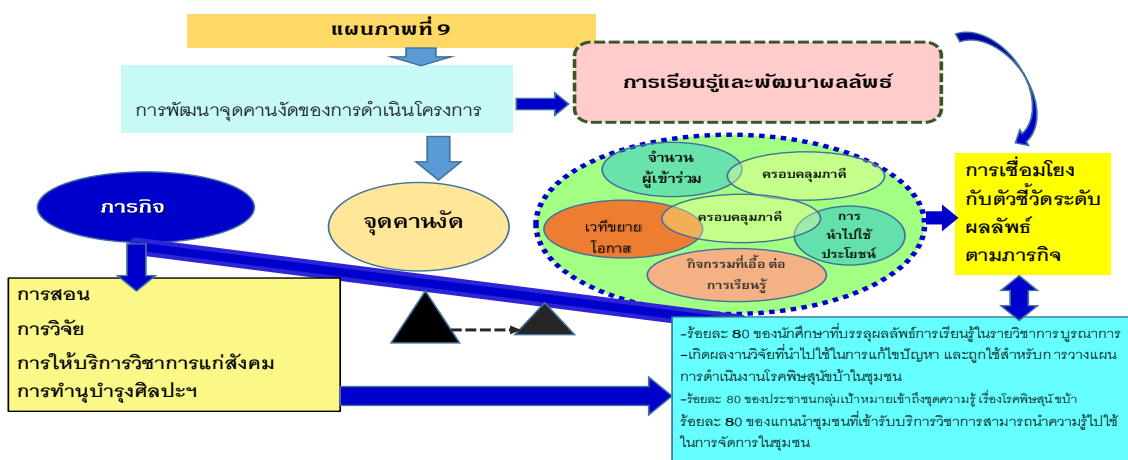 แผนภาพที่ 9
การพัฒนาจุดคานงัดของการดำเนินโครงการ
การเรียนรู้และพัฒนาผลลัพธ์
ภารกิจ
จุดคานงัด
จำนวน
ผู้เข้าร่วม
ครอบคลุมภาคี
ครอบคลุมภาคี
เวทีขยาย
โอกาส
การ
นำไปใช้
ประโยชน์
กิจกรรมที่เอื้อ ต่อ
การเรียนรู้
การเชื่อมโยง
กับตัวชี้วัดระดับ
ผลลัพธ์
ตามภารกิจ
การสอน
การวิจัย
การให้บริการวิชาการแก่สังคม
การทำนุบำรุงศิลปะฯ
-ร้อยละ 80 ของนักศึกษาที่บรรลุผลลัพธ์การเรียนรู้ในรายวิชาการบูรณาการ
-เกิดผลงานวิจัยที่นำไปใช้ในการแก้ไขปัญหา และถูกใช้สำหรับการวางแผน
การดำเนินงานโรคพิษสุนัขบ้าในชุมชน
-ร้อยละ 80 ของประชาชนกลุ่มเป้าหมายเข้าถึงชุดความรู้ เรื่องโรคพิษสุนัขบ้า
ร้อยละ 80 ของแกนนำชุมชนที่เข้ารับบริการวิชาการสามารถนำความรู้ไปใช้
ในการจัดการในชุมชน